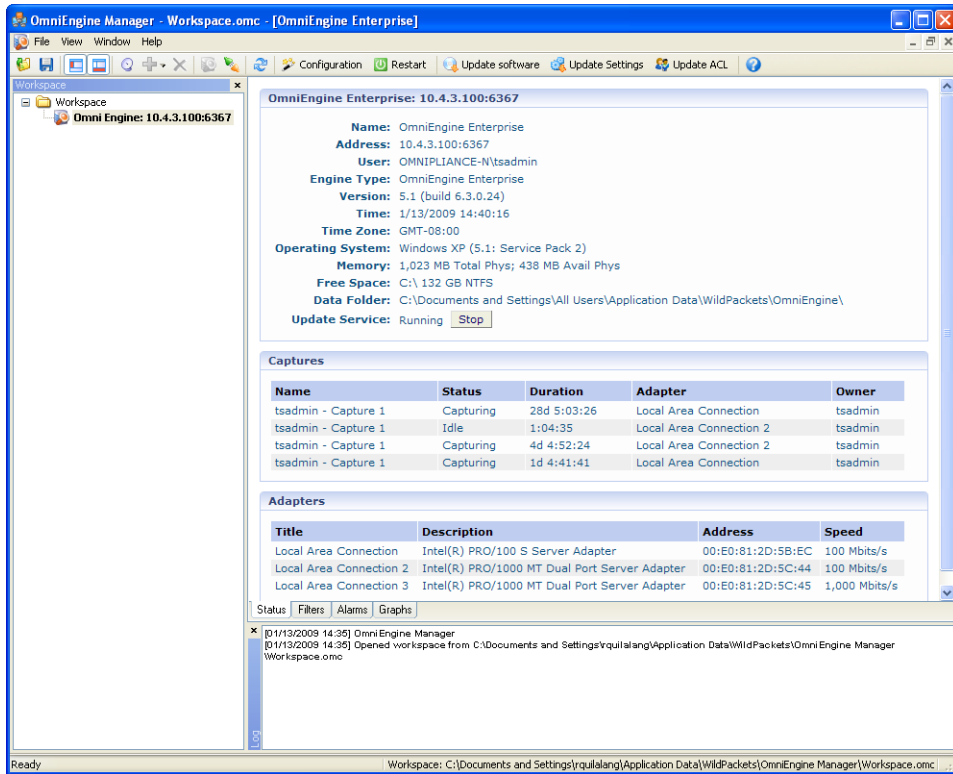 OmniEngine Manager - Workspace.omc - [OmniEngine Enterprise]
File View Window Help
Configuration Restart Update software Update Settings Update ACL
Workspace
Workspace
Omni Engine: 10.4.3.100:6367
OmniEngine Enterprise: 10.4.3.100:6367
Name: OmniEngine Enterprise
Address: 10.4.3.100:6367
User: OMNIPLIANCE-N\tsadmin
Engine Type: OmniEngine Enterprise
Version: 5.1 (build 6.3.0.24)
Time: 1/13/2009 14:40:16
Time Zone: GMT-08:00
Operating System: Windows XP (5.1: Service Pack 2)
Memory: 1,023 MB Total Phys; 438 MB Avail Phys
Free Space: C:\ 132 GB NTFS
Data Folder: C:\Documents and Settings\All Users\Application Data\WildPackets\OmniEngine\
Update Service: Running Stop
Captures
Name Status Duration Adapter Owner
tsadmin - Capture 1 Capturing 28d 5:03:26 Local Area Connection tsadmin
tsadmin - Capture 1 Idle 1:04:35 Local Area Connection 2 tsadmin
tsadmin - Capture 1 Capturing 4d 4:52:24 Local Area Connection 2 tsadmin
tsadmin - Capture 1 Capturing 1d 4:41:41 Local Area Connection tsadmin
Adapters
Title Description Address Speed
Local Area Connection Intel(R) PRO/100 S Server Adapter 00:E0:81:2D:5B:EC 100 Mbits/s
Local Area Connection 2 Intel(R) PRO/1000 MT Dual Port Server Adapter 00:E0:81:2D:5C:44 100 Mbits/s
Local Area Connection 3 Intel(R) PRO/1000 MT Dual Port Server Adapter 00:E0:81:2D:5C:45 1,000 Mbits/s
Status Filters Alarms Graphs
[01/13/2009 14:35] OmniEngine Manager
[01/13/2009 14:35] Opened workspace from C:\Documents and Settings\rquilalang\Application Data\WildPackets\OmniEngine Manager
\Workspace.omc
Log
Ready Workspace: C:\Documents and Settings\rquilalang\Application Data\WildPackets\OmniEngine Manager\Workspace.omc